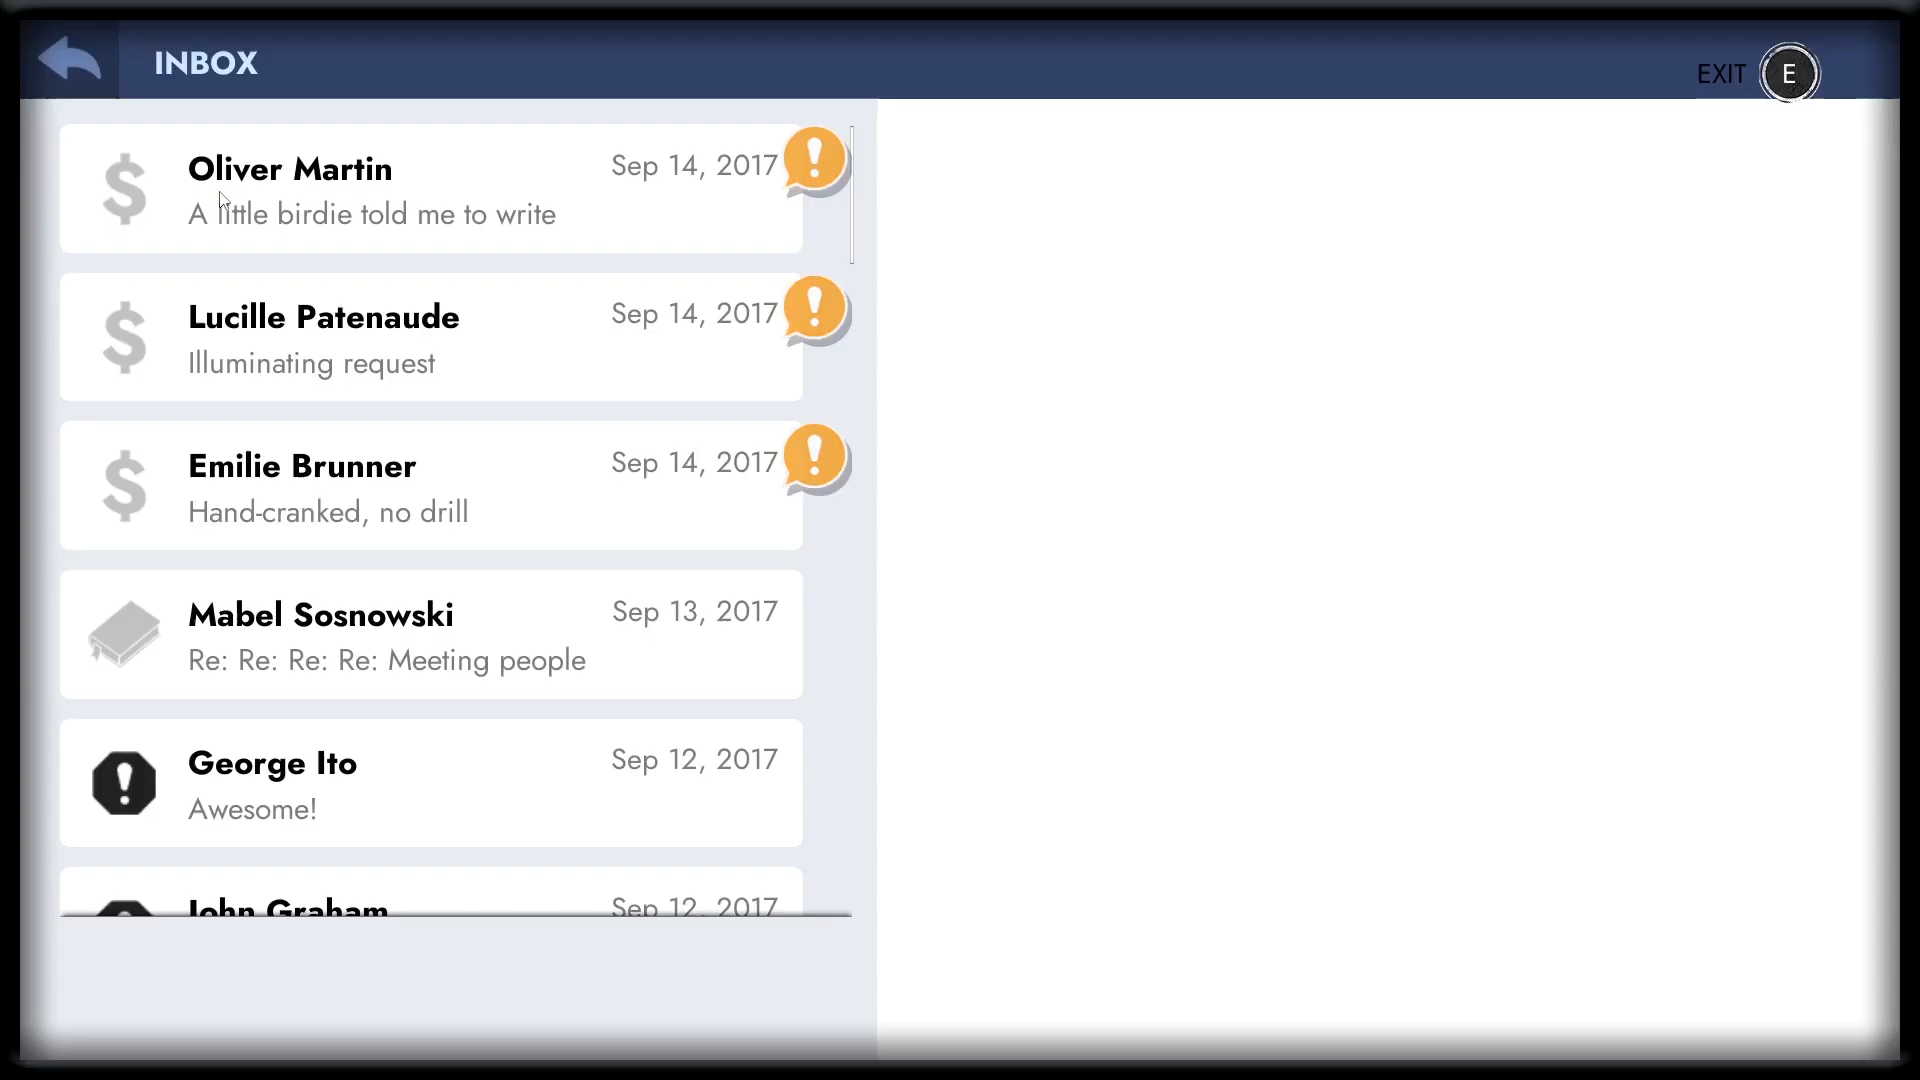 INBOX
EXIT E
Oliver Martin
Sep 14, 2017
A little birdie told me to write
Lucille Patenaude
Sep 14, 2017
Illuminating request
Emilie Brunner
Sep 14, 2017
Hand-cranked, no drill
Mabel Sosnowski
Sep 13, 2017
Re: Re: Re: Re: Meeting people
George Ito
Sep 12, 2017
Awesome!
John Graham
Sep 12, 2017